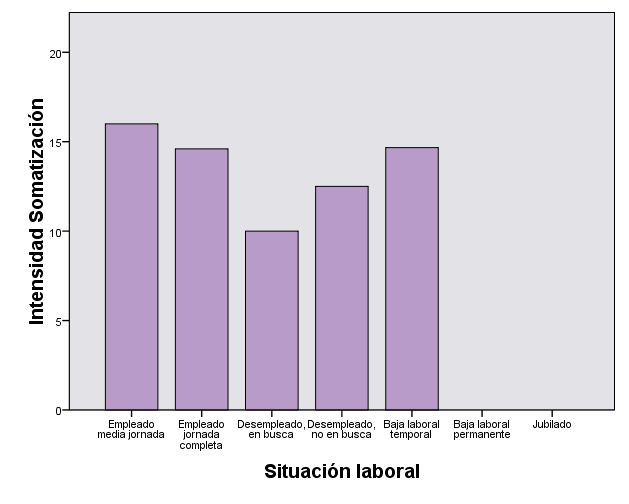 Intensidad Somatización
20
15
10
5
0
Empleado
media jornada
Empleado
jornada
completa
Desempleado,
en busca
Desempleado,
no en busca
Baja laboral
temporal
Baja laboral
permanente
Jubilado
Situación laboral